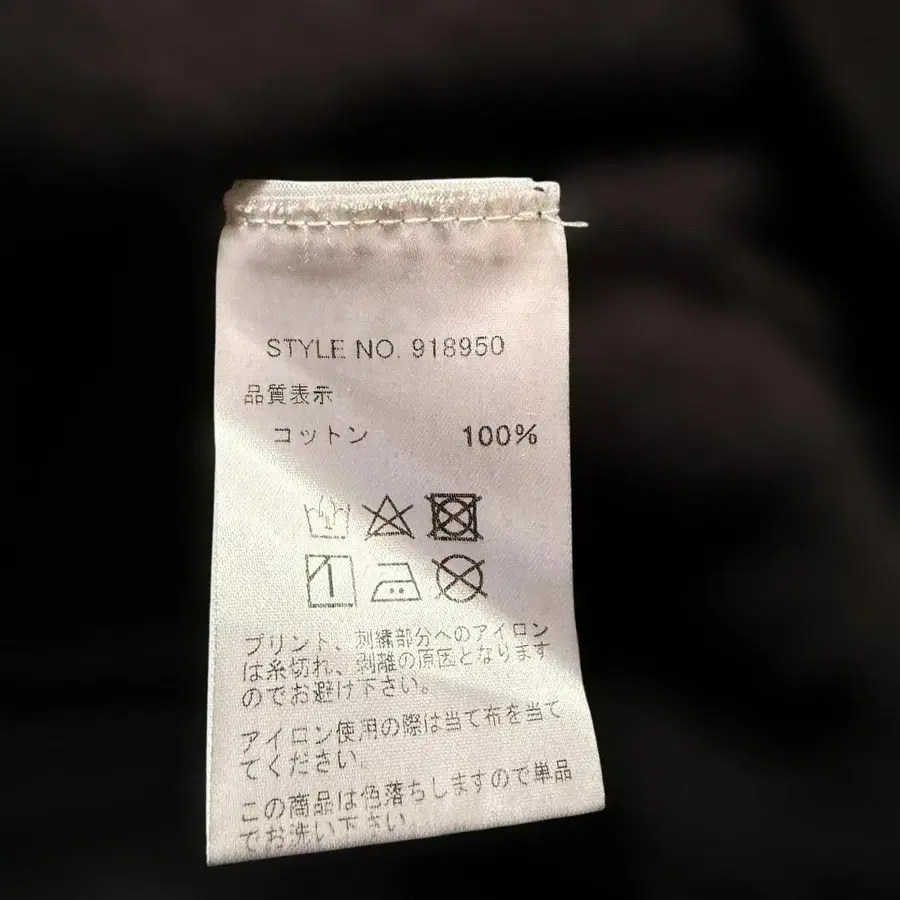 STYLE NO. 918950
品質表示
コットン 100%
プリント、刺繍部分へのアイロン
は糸切れ、剥離の原因となります
のでお避け下さい。
アイロン使用の際は当て布を当て
てください。
この商品は色落ちしますので単品
でお洗い下さい